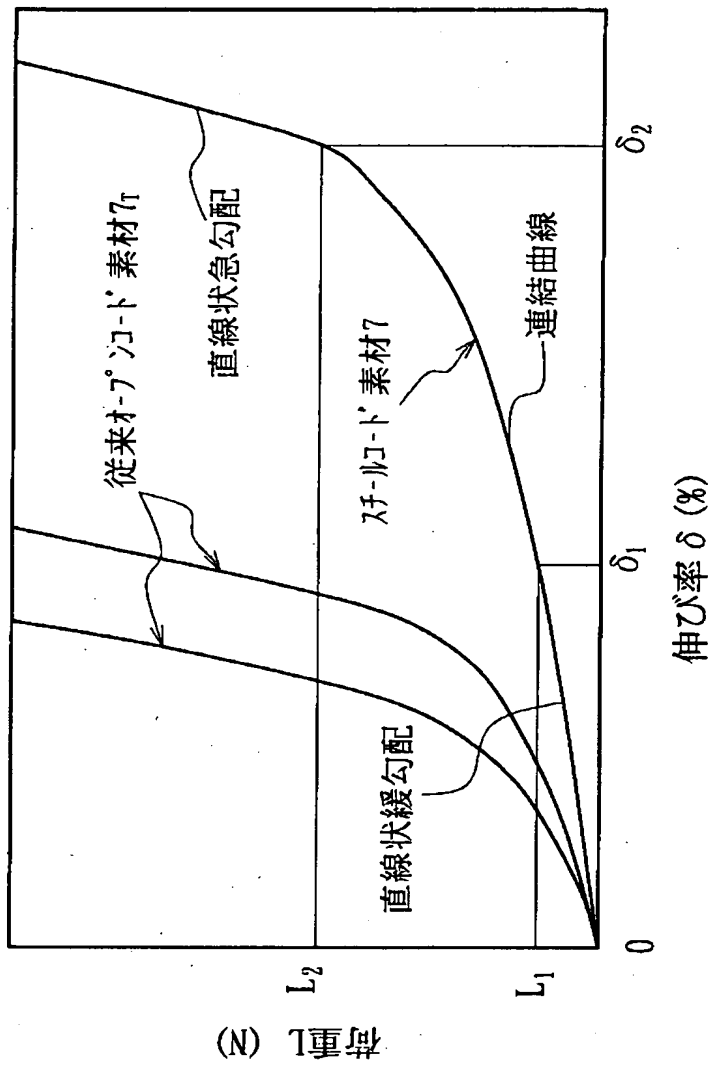 従来オープンコード素材7T
直線状急勾配
スチールコード素材7
連結曲線
直線状緩勾配
L2
L1
荷重L (N)
0
δ1
δ2
伸び率 δ (%)